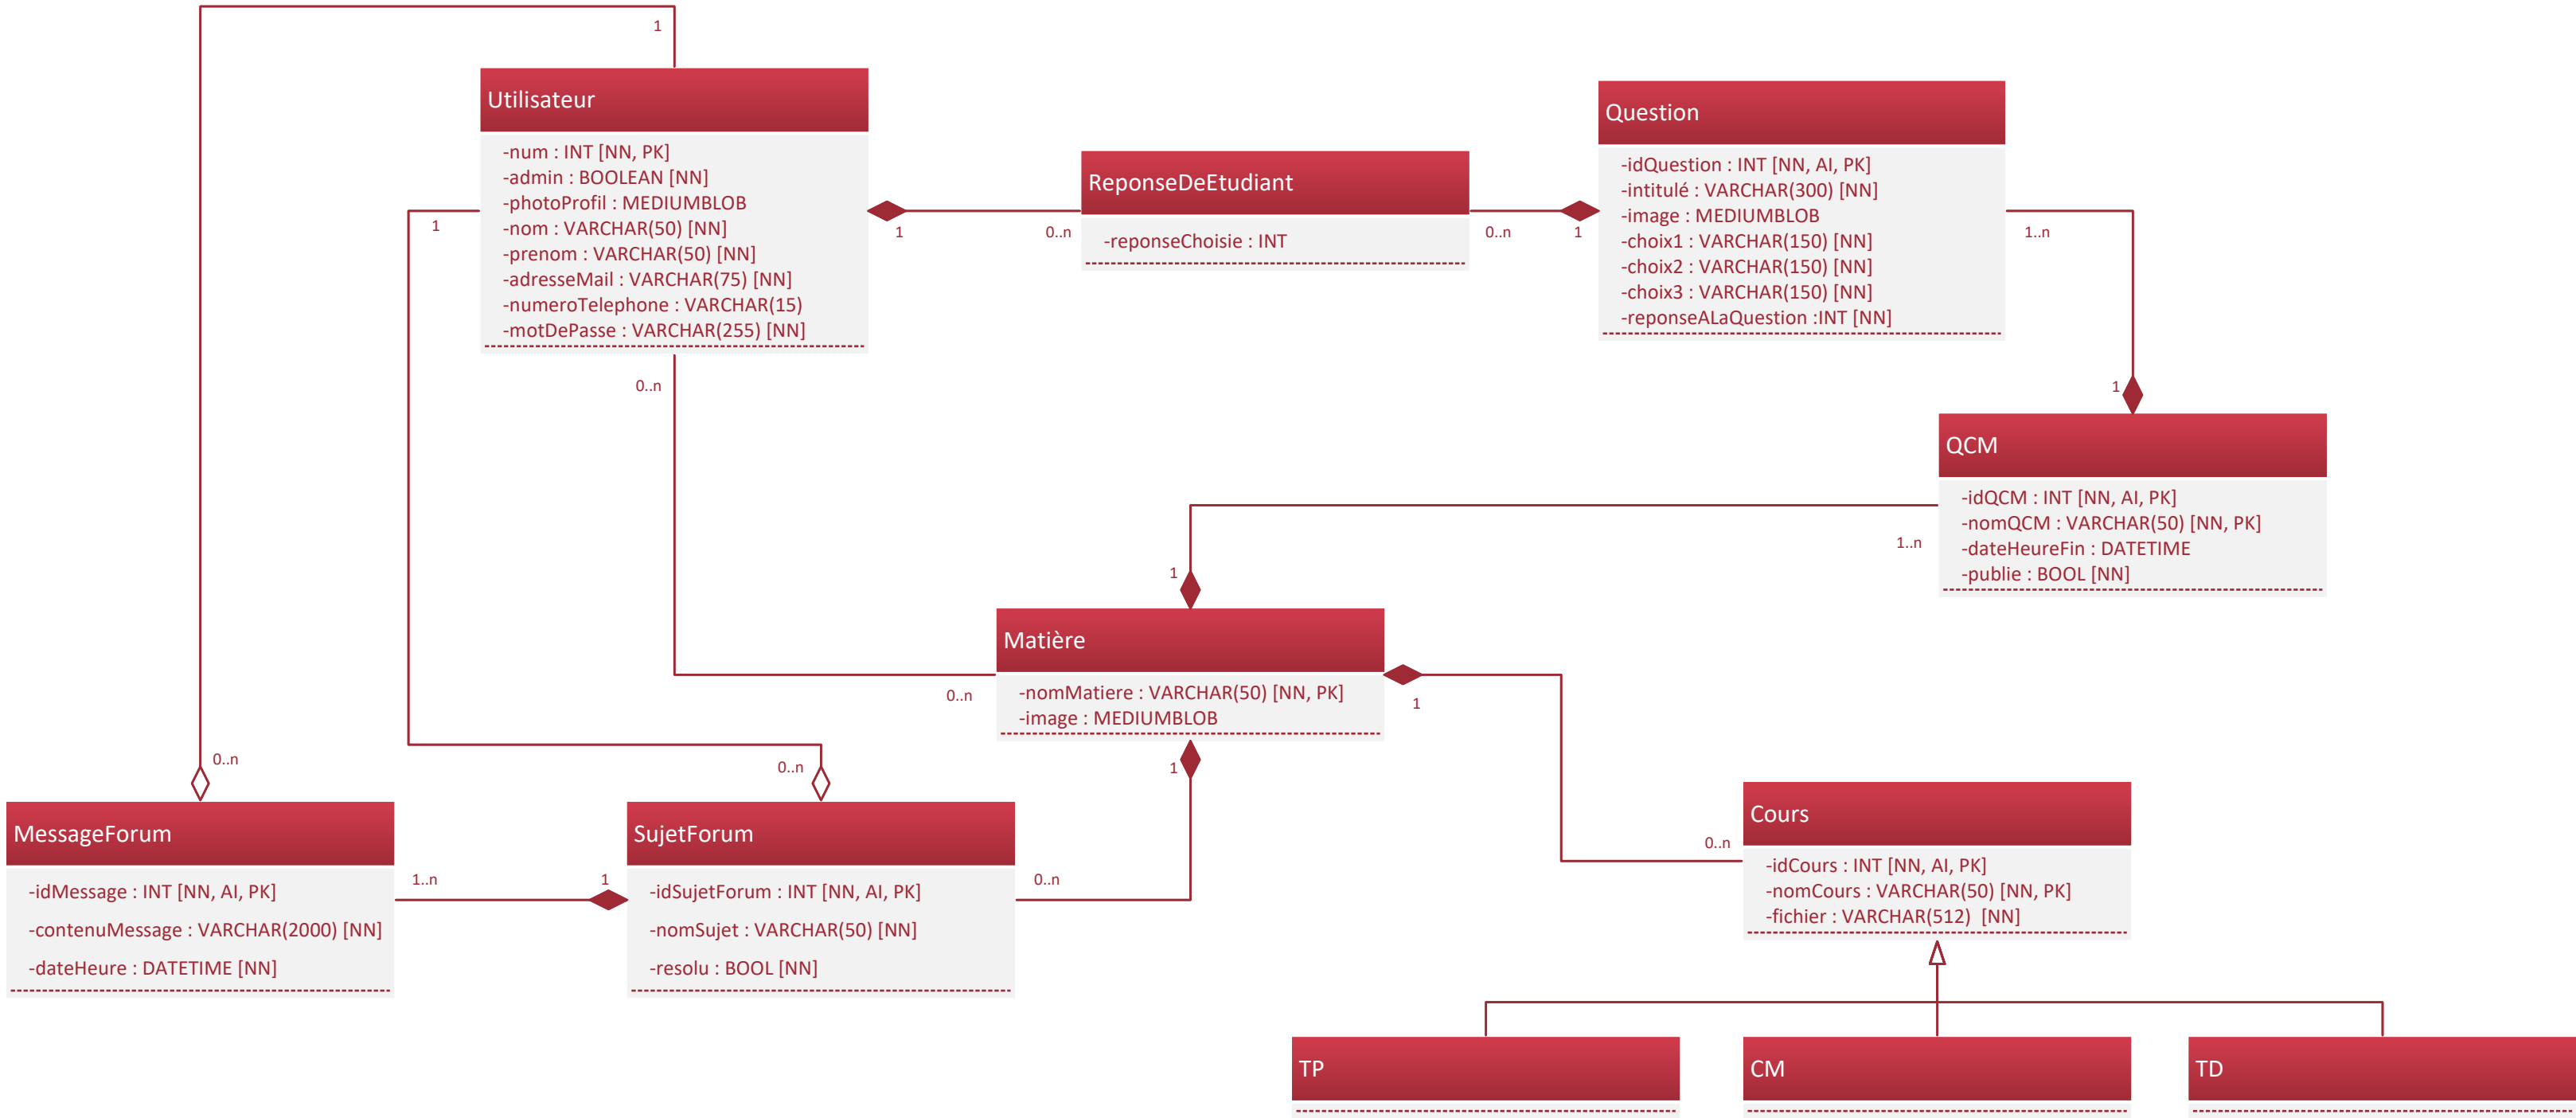 1
Utilisateur
-num : INT [NN, PK]
-admin : BOOLEAN [NN]
-photoProfil : MEDIUMBLOB
-nom : VARCHAR(50) [NN]
-prenom : VARCHAR(50) [NN]
-adresseMail : VARCHAR(75) [NN]
-numeroTelephone : VARCHAR(15)
-motDePasse : VARCHAR(255) [NN]
1
1
0..n
0..n
ReponseDeEtudiant
-reponseChoisie : INT
0..n
1
Question
-idQuestion : INT [NN, AI, PK]
-intitulé : VARCHAR(300) [NN]
-image : MEDIUMBLOB
-choix1 : VARCHAR(150) [NN]
-choix2 : VARCHAR(150) [NN]
-choix3 : VARCHAR(150) [NN]
-reponseALaQuestion :INT [NN]
1..n
1
QCM
-idQCM : INT [NN, AI, PK]
-nomQCM : VARCHAR(50) [NN, PK]
-dateHeureFin : DATETIME
-publie : BOOL [NN]
1..n
1
Matière
-nomMatiere : VARCHAR(50) [NN, PK]
-image : MEDIUMBLOB
0..n
1
1
0..n
0..n
MessageForum
-idMessage : INT [NN, AI, PK]
-contenuMessage : VARCHAR(2000) [NN]
-dateHeure : DATETIME [NN]
1..n
1
SujetForum
-idSujetForum : INT [NN, AI, PK]
-nomSujet : VARCHAR(50) [NN]
-resolu : BOOL [NN]
0..n
0..n
Cours
-idCours : INT [NN, AI, PK]
-nomCours : VARCHAR(50) [NN, PK]
-fichier : VARCHAR(512)  [NN]
TP
CM
TD